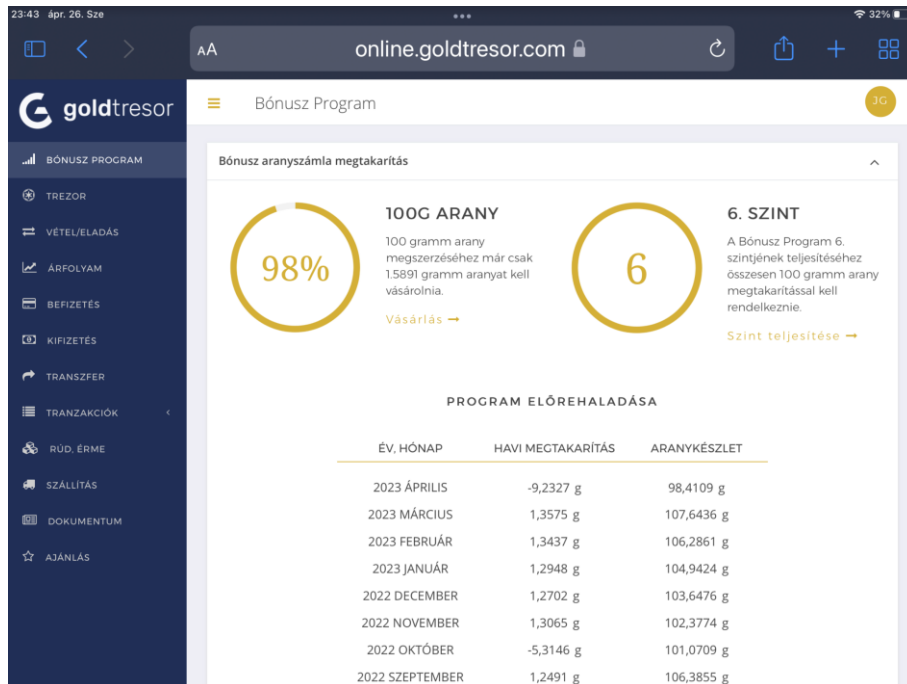 23:43 ápr. 26. Sze
32%
AA
online.goldtresor.com
goldtresor
Bónusz Program
JG
BÓNUSZ PROGRAM
TREZOR
VÉTEL/ELADÁS
ÁRFOLYAM
BEFIZETÉS
KIFIZETÉS
TRANSZFER
TRANZAKCIÓK
RÚD, ÉRME
SZÁLLÍTÁS
DOKUMENTUM
AJÁNLÁS
Bónusz aranyszámla megtakarítás
98%
100G ARANY
100 gramm arany
megszerzéséhez már csak
1.5891 gramm aranyat kell
vásárolnia.
Vásárlás →
6
6. SZINT
A Bónusz Program 6.
szintjének teljesítéséhez
összesen 100 gramm arany
megtakarítással kell
rendelkeznie.
Szint teljesítése →
PROGRAM ELŐREHALADÁSA
ÉV, HÓNAP HAVI MEGTAKARÍTÁS ARANYKÉSZLET
2023 ÁPRILIS -9,2327 g 98,4109 g
2023 MÁRCIUS 1,3575 g 107,6436 g
2023 FEBRUÁR 1,3437 g 106,2861 g
2023 JANUÁR 1,2948 g 104,9424 g
2022 DECEMBER 1,2702 g 103,6476 g
2022 NOVEMBER 1,3065 g 102,3774 g
2022 OKTÓBER -5,3146 g 101,0709 g
2022 SZEPTEMBER 1,2491 g 106,3855 g